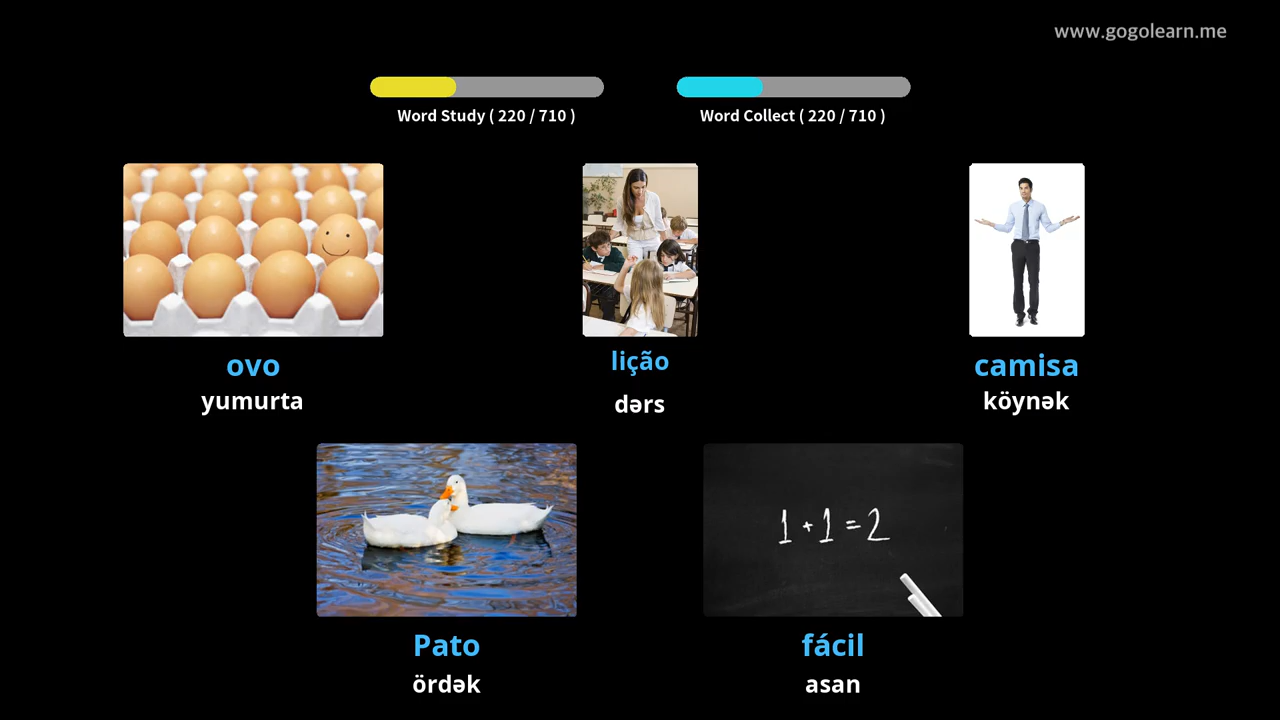 www.gogolearn.me
Word Study ( 220 / 710 )
Word Collect ( 220 / 710 )
ovo
yumurta
lição
dərs
camisa
köynək
1 + 1 = 2
Pato
ördək
fácil
asan